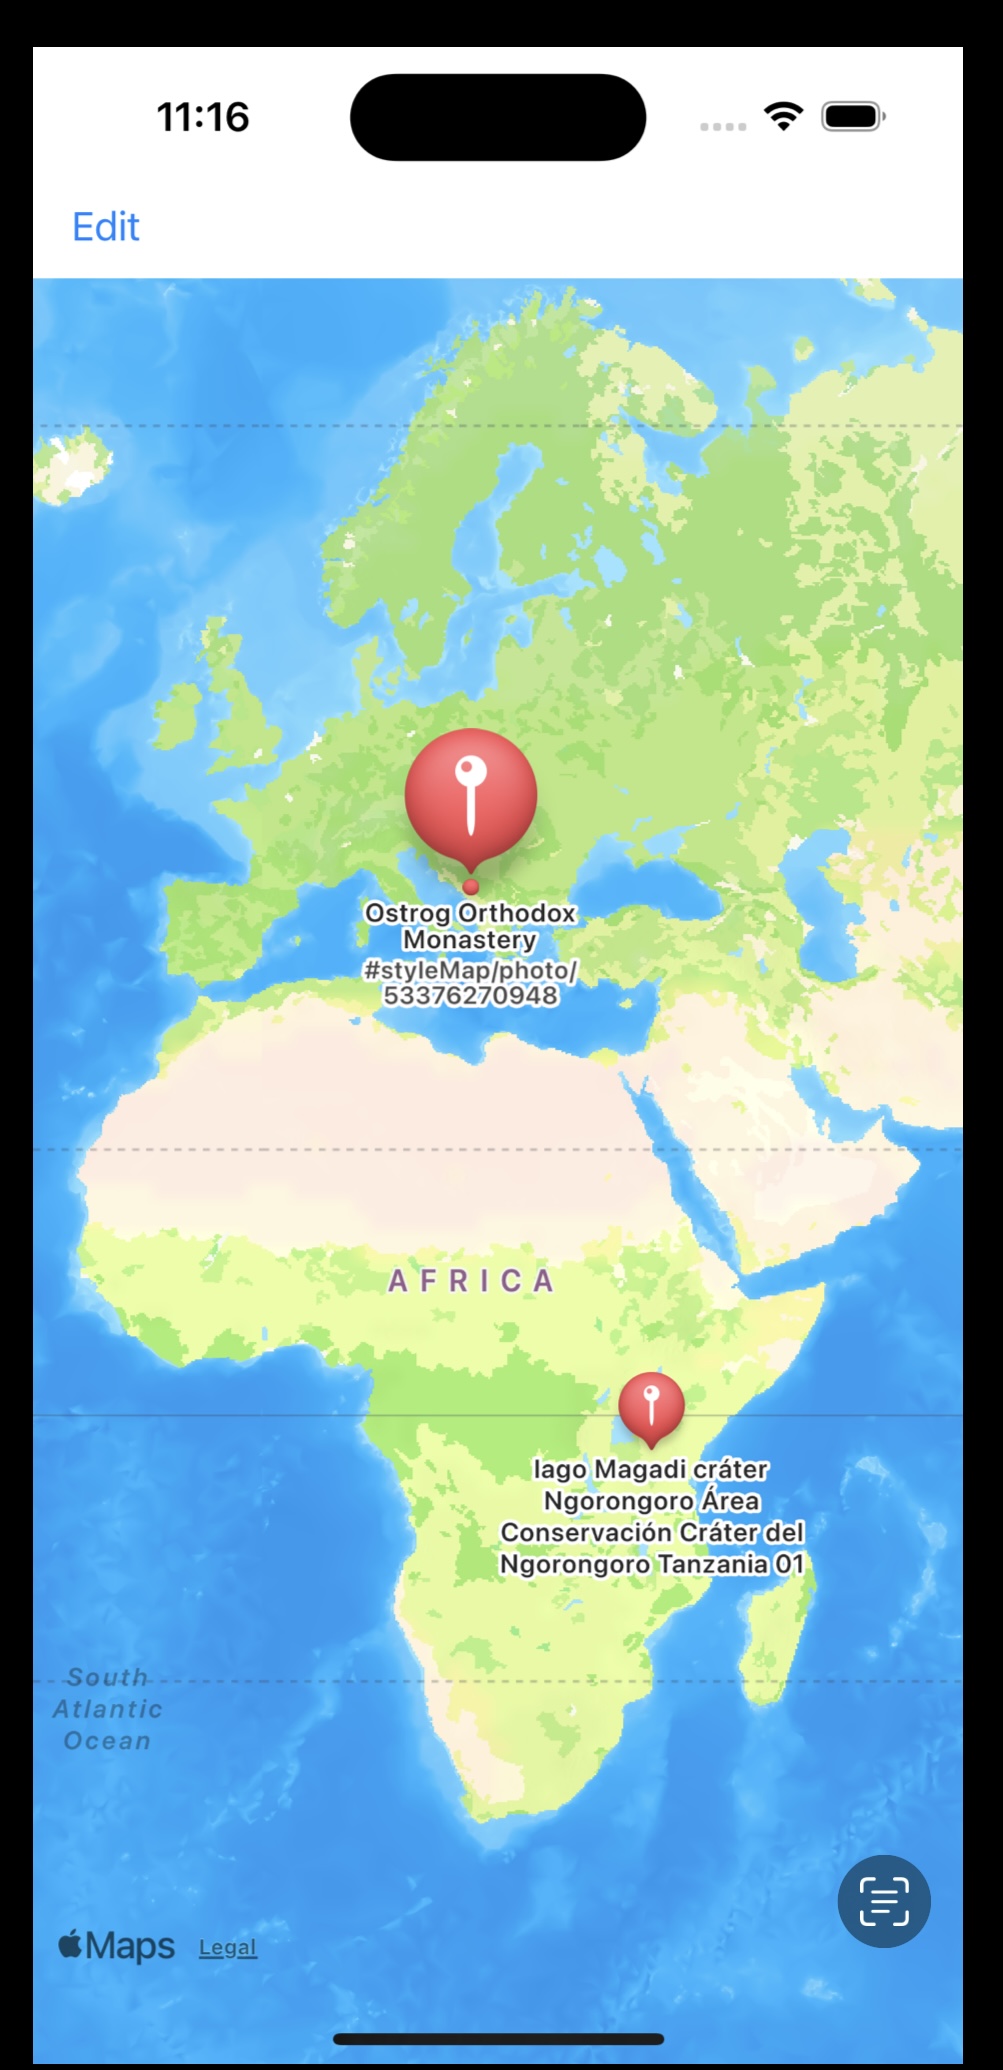 11:16
Edit
Ostrog Orthodox
Monastery
#styleMap/photo/
53376270948
AFRICA
lago Magadi cráter
Ngorongoro Área
Conservación Cráter del
Ngorongoro Tanzania 01
South
Atlantic
Ocean
Maps Legal